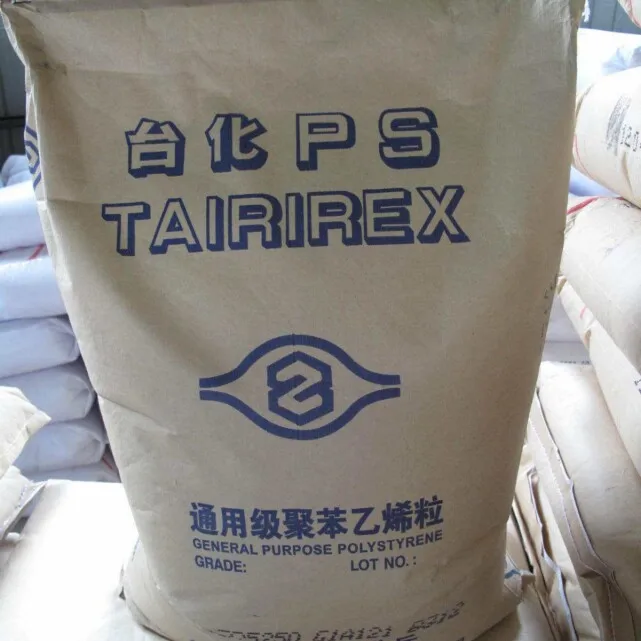 台化PS
TAIRIREX
通用级聚苯乙烯粒
GENERAL PURPOSE POLYSTYRENE
GRADE: LOT NO.: